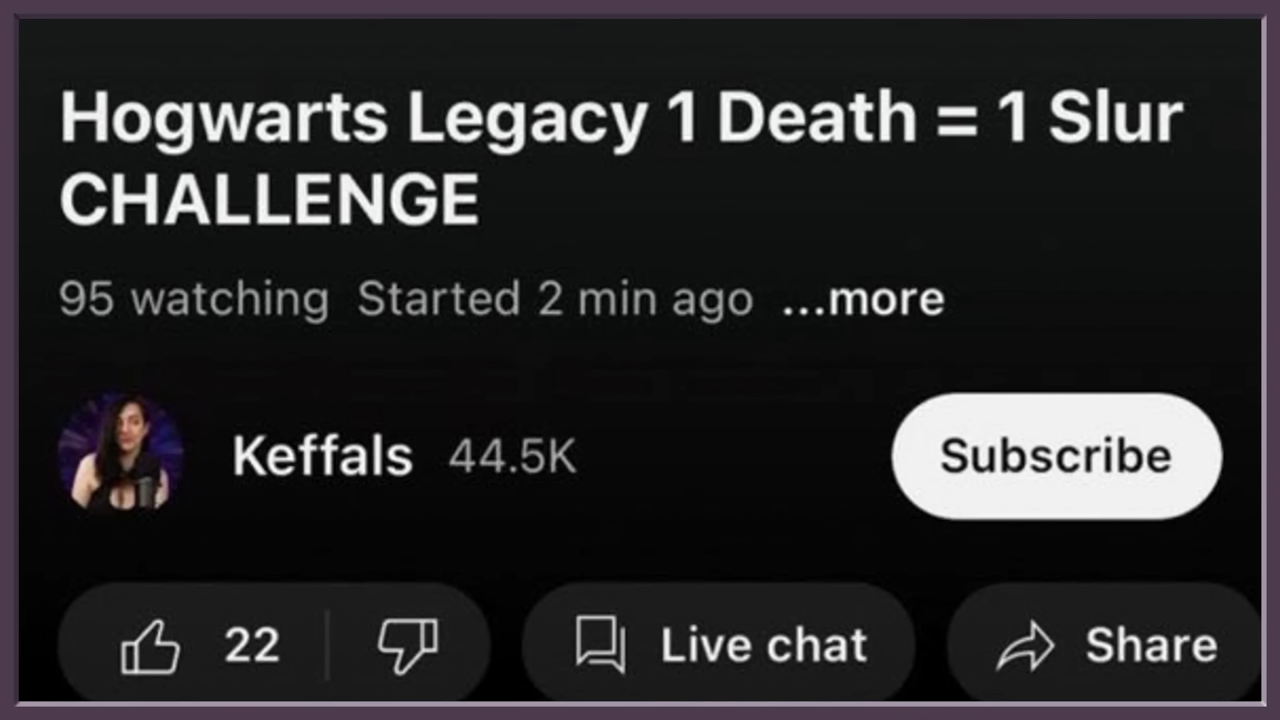 Hogwarts Legacy 1 Death = 1 Slur
CHALLENGE
95 watching Started 2 min ago ...more
Keffals 44.5K Subscribe
22 Live chat Share